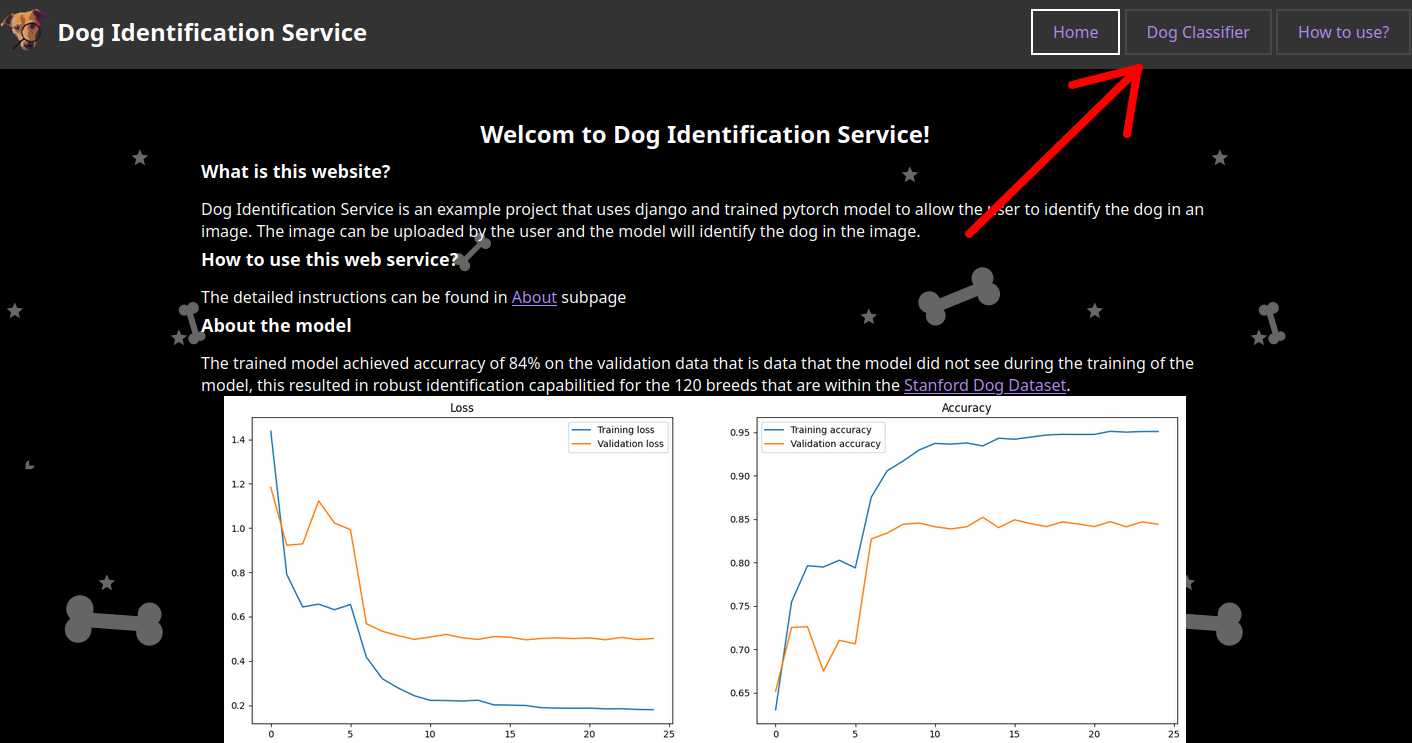 Dog Identification Service
Home
Dog Classifier
How to use?
Welcom to Dog Identification Service!
What is this website?
Dog Identification Service is an example project that uses django and trained pytorch model to allow the user to identify the dog in an
image. The image can be uploaded by the user and the model will identify the dog in the image.
How to use this web service?
The detailed instructions can be found in About subpage
About the model
The trained model achieved accurracy of 84% on the validation data that is data that the model did not see during the training of the
model, this resulted in robust identification capabilitied for the 120 breeds that are within the Stanford Dog Dataset.
Loss
Training loss
Validation loss
1.4
1.2
1.0
0.8
0.6
0.4
0.2
0 5 10 15 20 25
Accuracy
Training accuracy
Validation accuracy
0.95
0.90
0.85
0.80
0.75
0.70
0.65
0 5 10 15 20 25